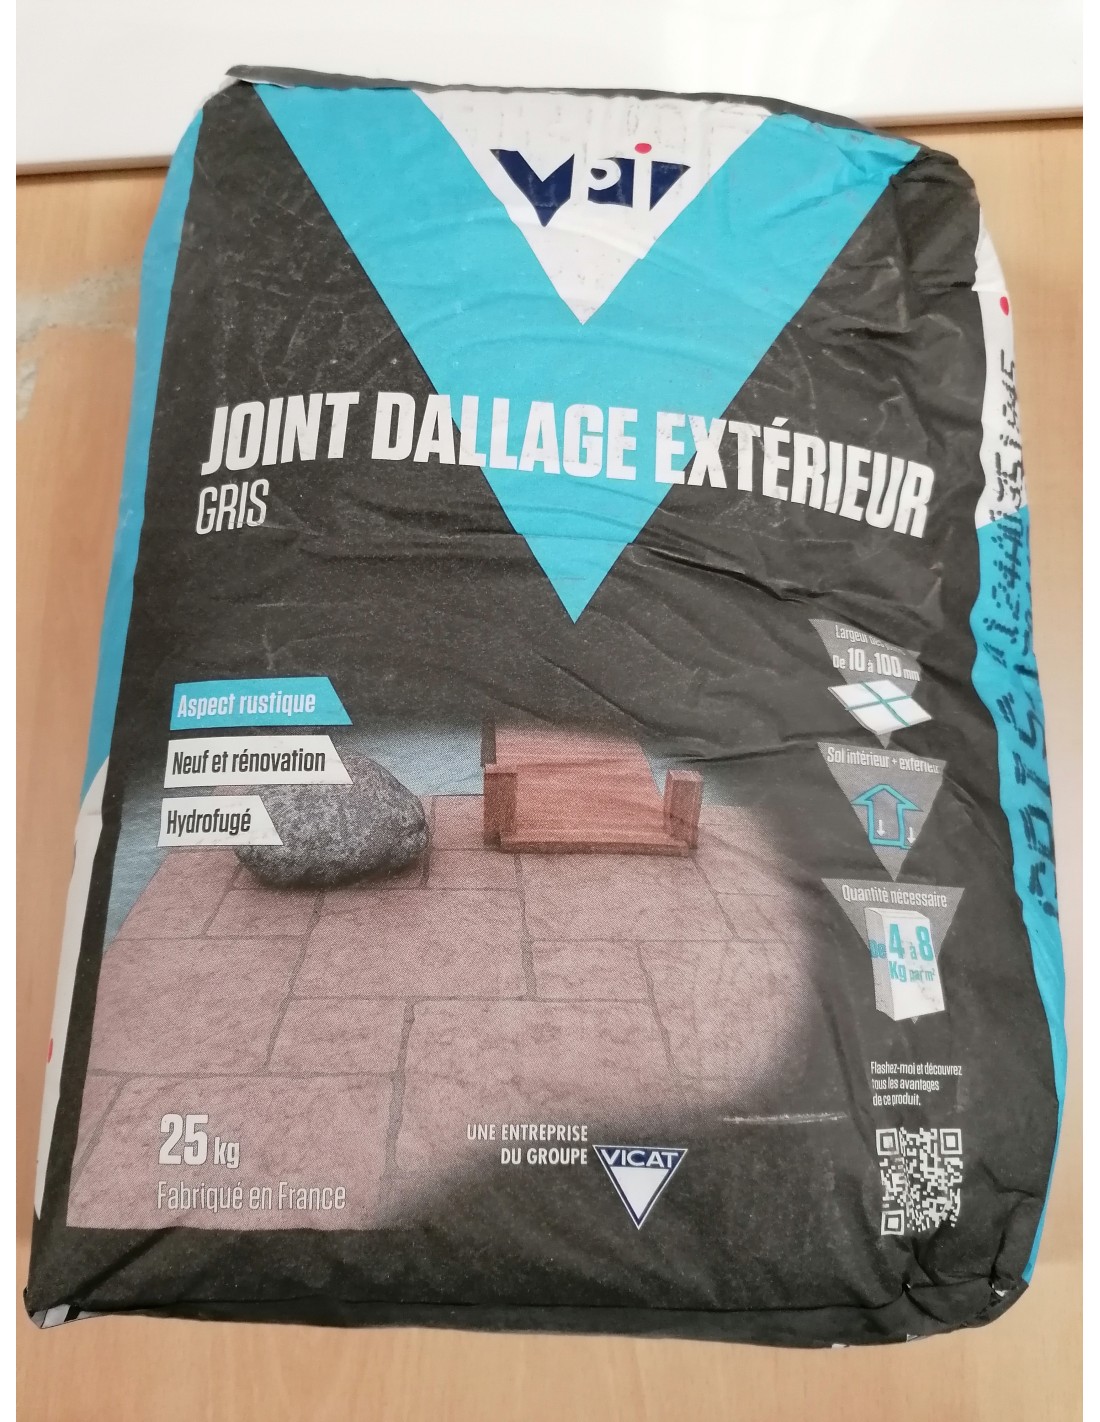 vpi
JOINT DALLAGE EXTÉRIEUR
GRIS
Aspect rustique
Neuf et rénovation
Hydrofugé
Largeur
De 10 à 100 mm
Sol intérieur + extérieur
Quantité nécessaire
De 4 à 8
Kg par m²
Flashez-moi et découvrez
tous les avantages
de ce produit.
25 kg
Fabriqué en France
UNE ENTREPRISE
DU GROUPE
VICAT